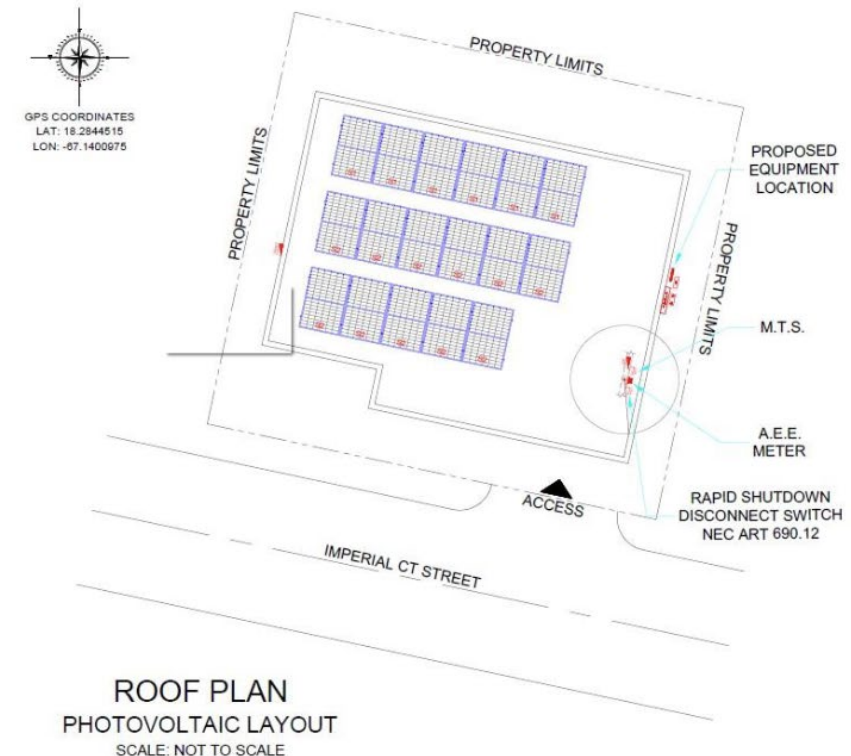 GPS COORDINATES
LAT: 18.2844515
LON: -67.1400975
PROPERTY LIMITS
PROPERTY LIMITS
PROPERTY LIMITS
PROPOSED
EQUIPMENT
LOCATION
M.T.S.
A.E.E.
METER
RAPID SHUTDOWN
DISCONNECT SWITCH
NEC ART 690.12
ACCESS
IMPERIAL CT STREET
ROOF PLAN
PHOTOVOLTAIC LAYOUT
SCALE: NOT TO SCALE